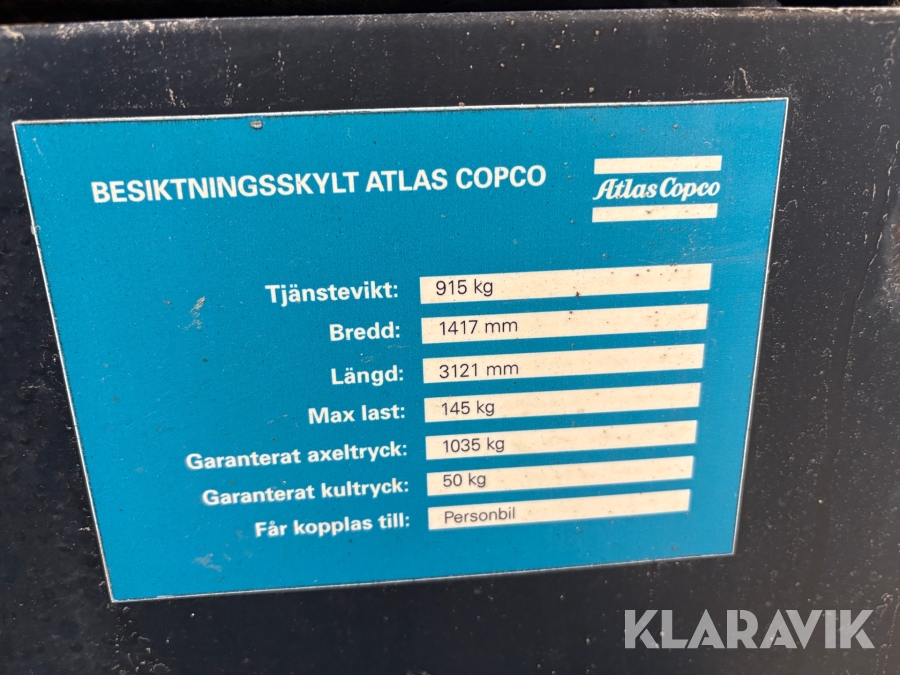 BESIKTNINGSSKYLT ATLAS COPCO
Atlas Copco
Tjänstevikt: 915 kg
Bredd: 1417 mm
Längd: 3121 mm
Max last: 145 kg
Garanterat axeltryck: 1035 kg
Garanterat kultryck: 50 kg
Får kopplas till: Personbil
KLARAVIK